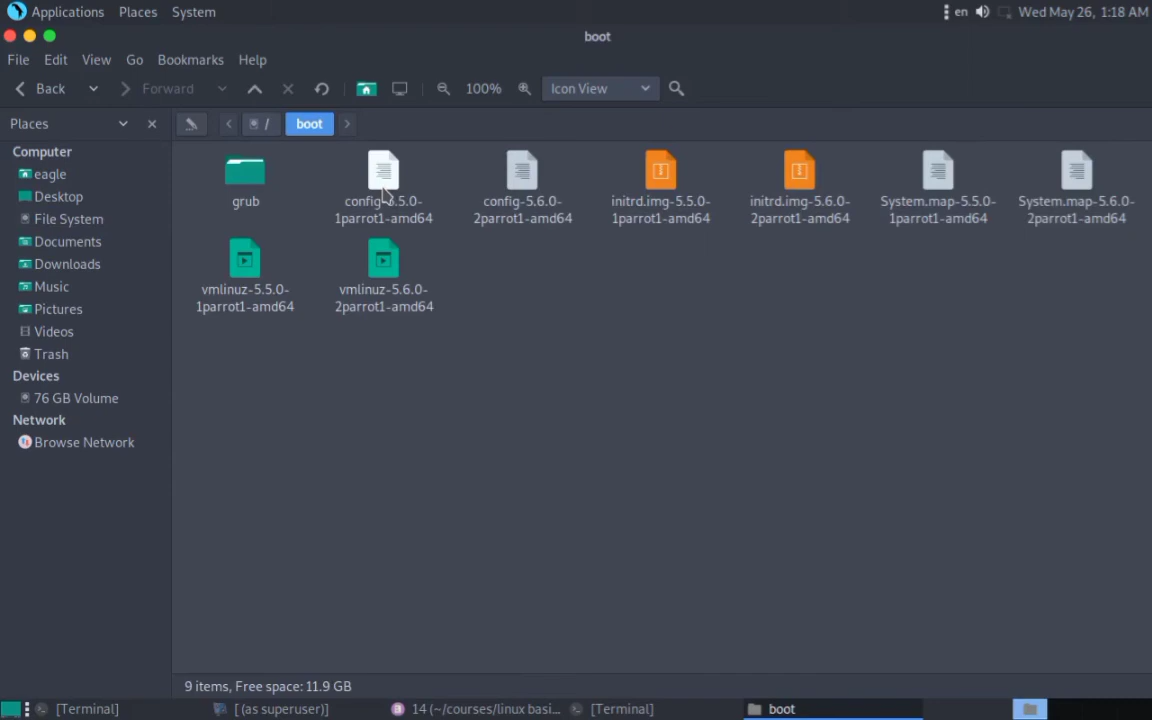 Applications Places System en Wed May 26, 1:18 AM
boot
File Edit View Go Bookmarks Help
Back Forward 100% Icon View
Places / boot
Computer
eagle
Desktop
File System
Documents
Downloads
Music
Pictures
Videos
Trash
Devices
76 GB Volume
Network
Browse Network
grub
config-5.5.0-
1parrot1-amd64
config-5.6.0-
2parrot1-amd64
initrd.img-5.5.0-
1parrot1-amd64
initrd.img-5.6.0-
2parrot1-amd64
System.map-5.5.0-
1parrot1-amd64
System.map-5.6.0-
2parrot1-amd64
vmlinuz-5.5.0-
1parrot1-amd64
vmlinuz-5.6.0-
2parrot1-amd64
9 items, Free space: 11.9 GB
[Terminal] [(as superuser)] 14 (~/courses/linux basi... [Terminal] boot